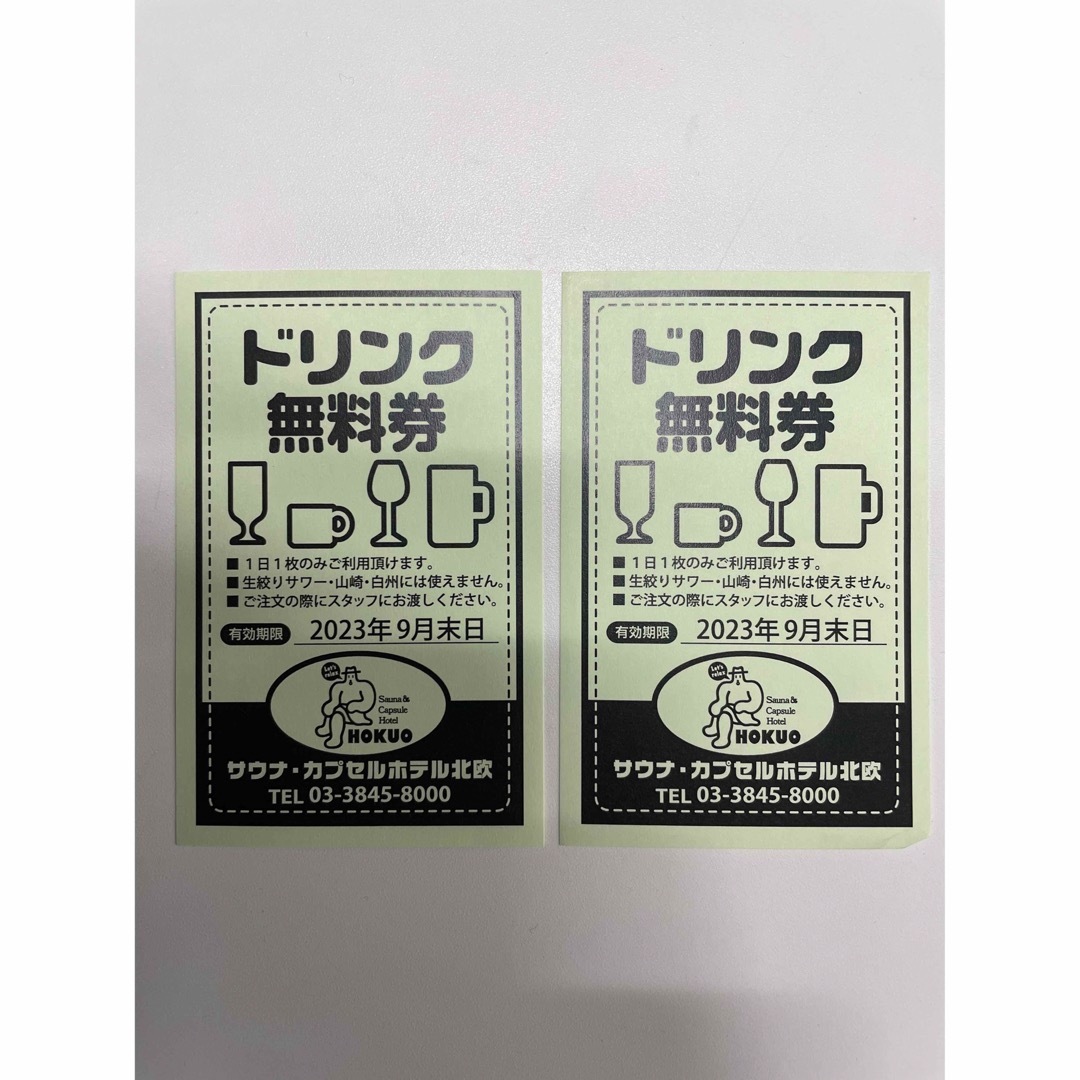 ドリンク
無料券
■ 1日1枚のみご利用頂けます。
■ 生絞りサワー・山崎・白州には使えません。
■ ご注文の際にスタッフにお渡しください。
有効期限 2023年9月末日
Let's
relax
Sauna&
Capsule
Hotel
HOKUO
サウナ・カプセルホテル北欧
TEL 03-3845-8000
ドリンク
無料券
■ 1日1枚のみご利用頂けます。
■ 生絞りサワー・山崎・白州には使えません。
■ ご注文の際にスタッフにお渡しください。
有効期限 2023年9月末日
Let's
relax
Sauna&
Capsule
Hotel
HOKUO
サウナ・カプセルホテル北欧
TEL 03-3845-8000